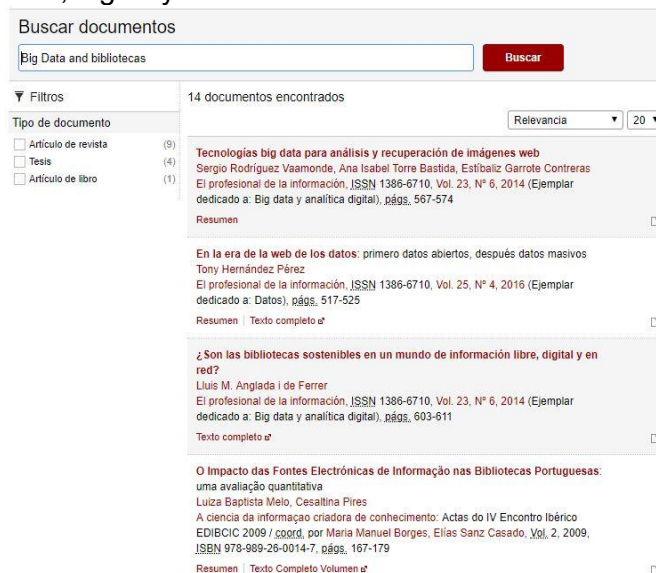 Buscar documentos
Big Data and bibliotecas
Buscar
Filtros
Tipo de documento
Artículo de revista (9)
Tesis (4)
Artículo de libro (1)
14 documentos encontrados
Relevancia 20
Tecnologías big data para análisis y recuperación de imágenes web
Sergio Rodríguez Vaamonde, Ana Isabel Torre Bastida, Estíbaliz Garrote Contreras
El profesional de la información, ISSN 1386-6710, Vol. 23, Nº 6, 2014 (Ejemplar
dedicado a: Big data y analítica digital), págs. 567-574
Resumen
En la era de la web de los datos: primero datos abiertos, después datos masivos
Tony Hernández Pérez
El profesional de la información, ISSN 1386-6710, Vol. 25, Nº 4, 2016 (Ejemplar
dedicado a: Datos), págs. 517-525
Resumen | Texto completo
¿Son las bibliotecas sostenibles en un mundo de información libre, digital y en
red?
Lluis M. Anglada i de Ferrer
El profesional de la información, ISSN 1386-6710, Vol. 23, Nº 6, 2014 (Ejemplar
dedicado a: Big data y analítica digital), págs. 603-611
Texto completo
O Impacto das Fontes Electrónicas de Informação nas Bibliotecas Portuguesas:
uma avaliação quantitativa
Luiza Baptista Melo, Cesaltina Pires
A ciencia da informaçao criadora de conhecimento: Actas do IV Encontro Ibérico
EDIBCIC 2009 / coord. por Maria Manuel Borges, Elías Sanz Casado, Vol. 2, 2009,
ISBN 978-989-26-0014-7, págs. 167-179
Resumen | Texto Completo Volumen